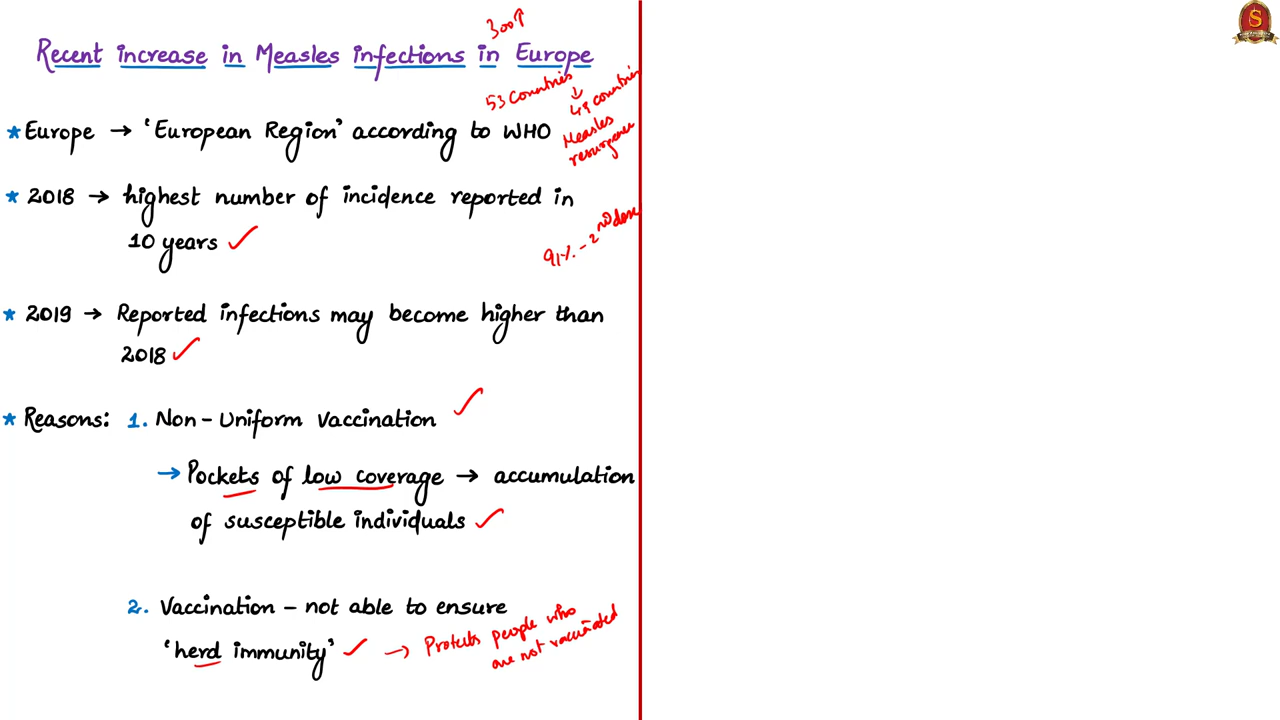 300↑
Recent increase in Measles infections in Europe
53 Countries
↓
49 countries
Measles
resurgence
* Europe → 'European Region' according to WHO
* 2018 → highest number of incidence reported in
10 years ✓
91% - 2nd dose
* 2019 → Reported infections may become higher than
2018 ✓
* Reasons: 1. Non-Uniform Vaccination ✓
→ Pockets of low coverage → accumulation
of susceptible individuals ✓
2. Vaccination – not able to ensure
'herd immunity' ✓ → Protects people who
are not vaccinated
S